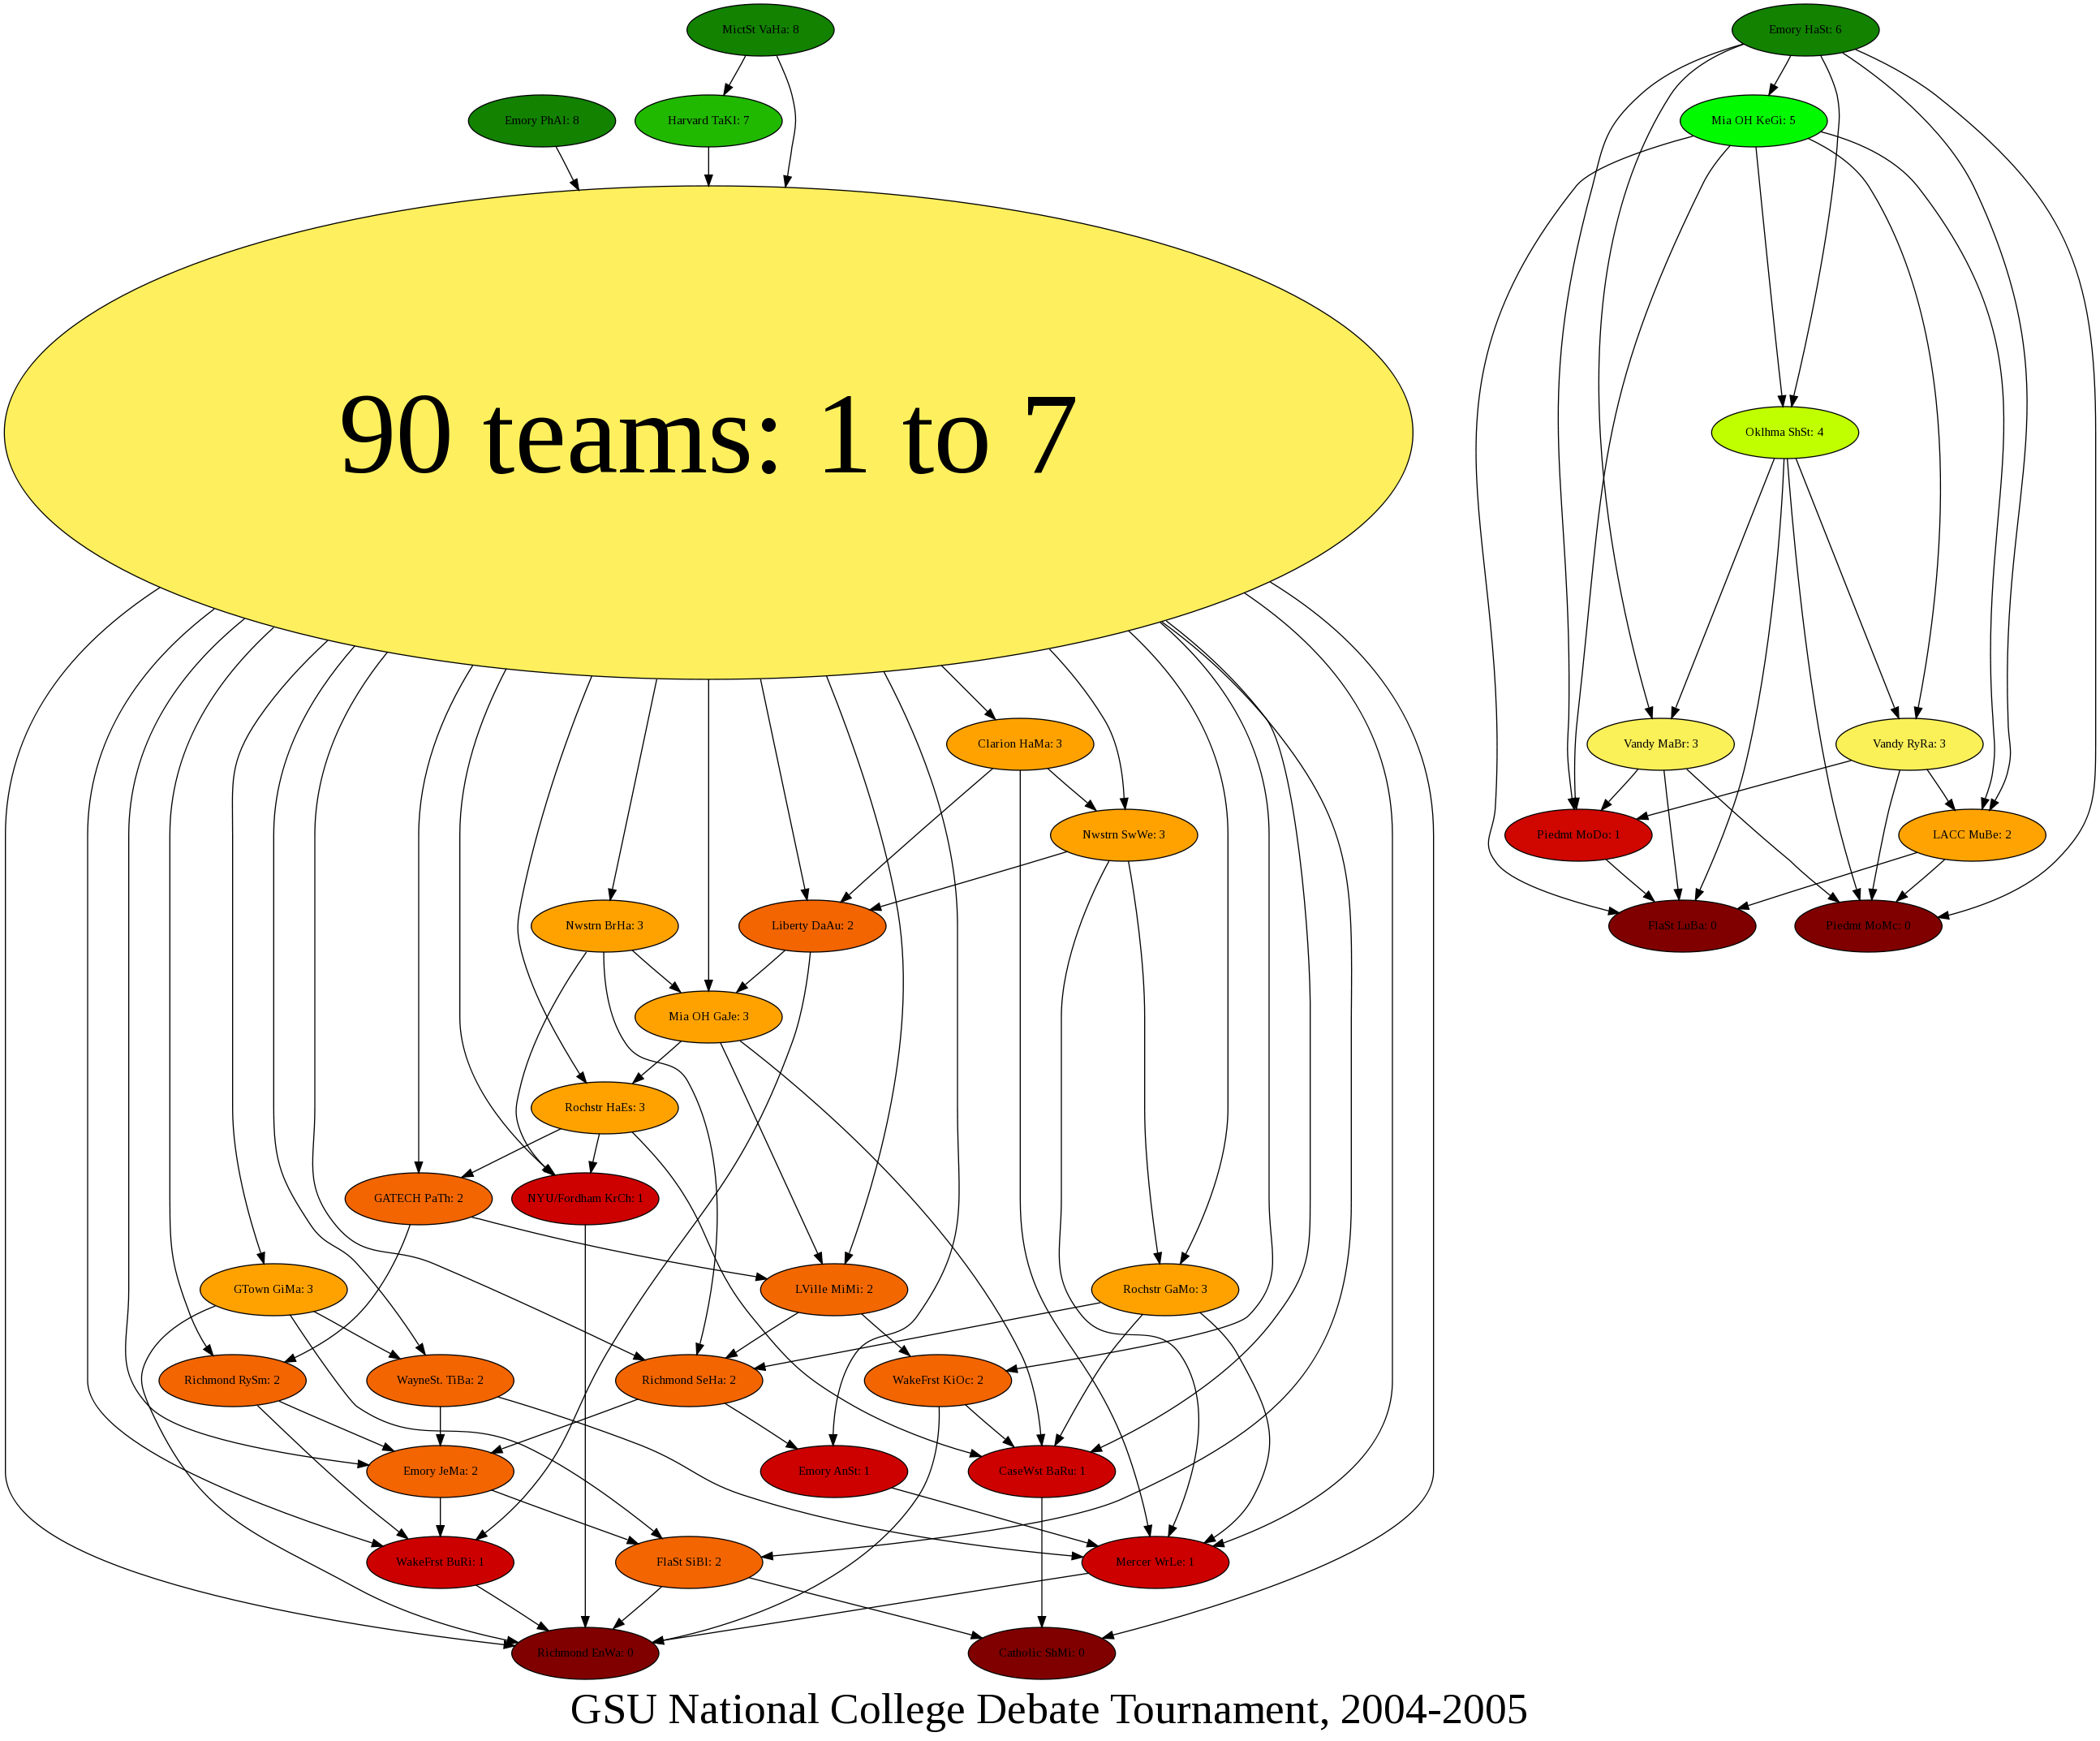 MictSt VaHa: 8
Emory HaSt: 6
Emory PhAl: 8
Harvard TaKl: 7
Mia OH KeGi: 5
90 teams: 1 to 7
Oklhma ShSt: 4
Clarion HaMa: 3
Vandy MaBr: 3
Vandy RyRa: 3
Nwstrn SwWe: 3
Piedmt MoDo: 1
LACC MuBe: 2
Nwstrn BrHa: 3
Liberty DaAu: 2
FlaSt LuBa: 0
Piedmt MoMc: 0
Mia OH GaJe: 3
Rochstr HaEs: 3
GATECH PaTh: 2
NYU/Fordham KrCh: 1
GTown GiMa: 3
LVille MiMi: 2
Rochstr GaMo: 3
Richmond RySm: 2
WayneSt. TiBa: 2
Richmond SeHa: 2
WakeFrst KiOc: 2
Emory JeMa: 2
Emory AnSt: 1
CaseWst BaRu: 1
WakeFrst BuRi: 1
FlaSt SiBl: 2
Mercer WrLe: 1
Richmond EnWa: 0
Catholic ShMt: 0
GSU National College Debate Tournament, 2004-2005